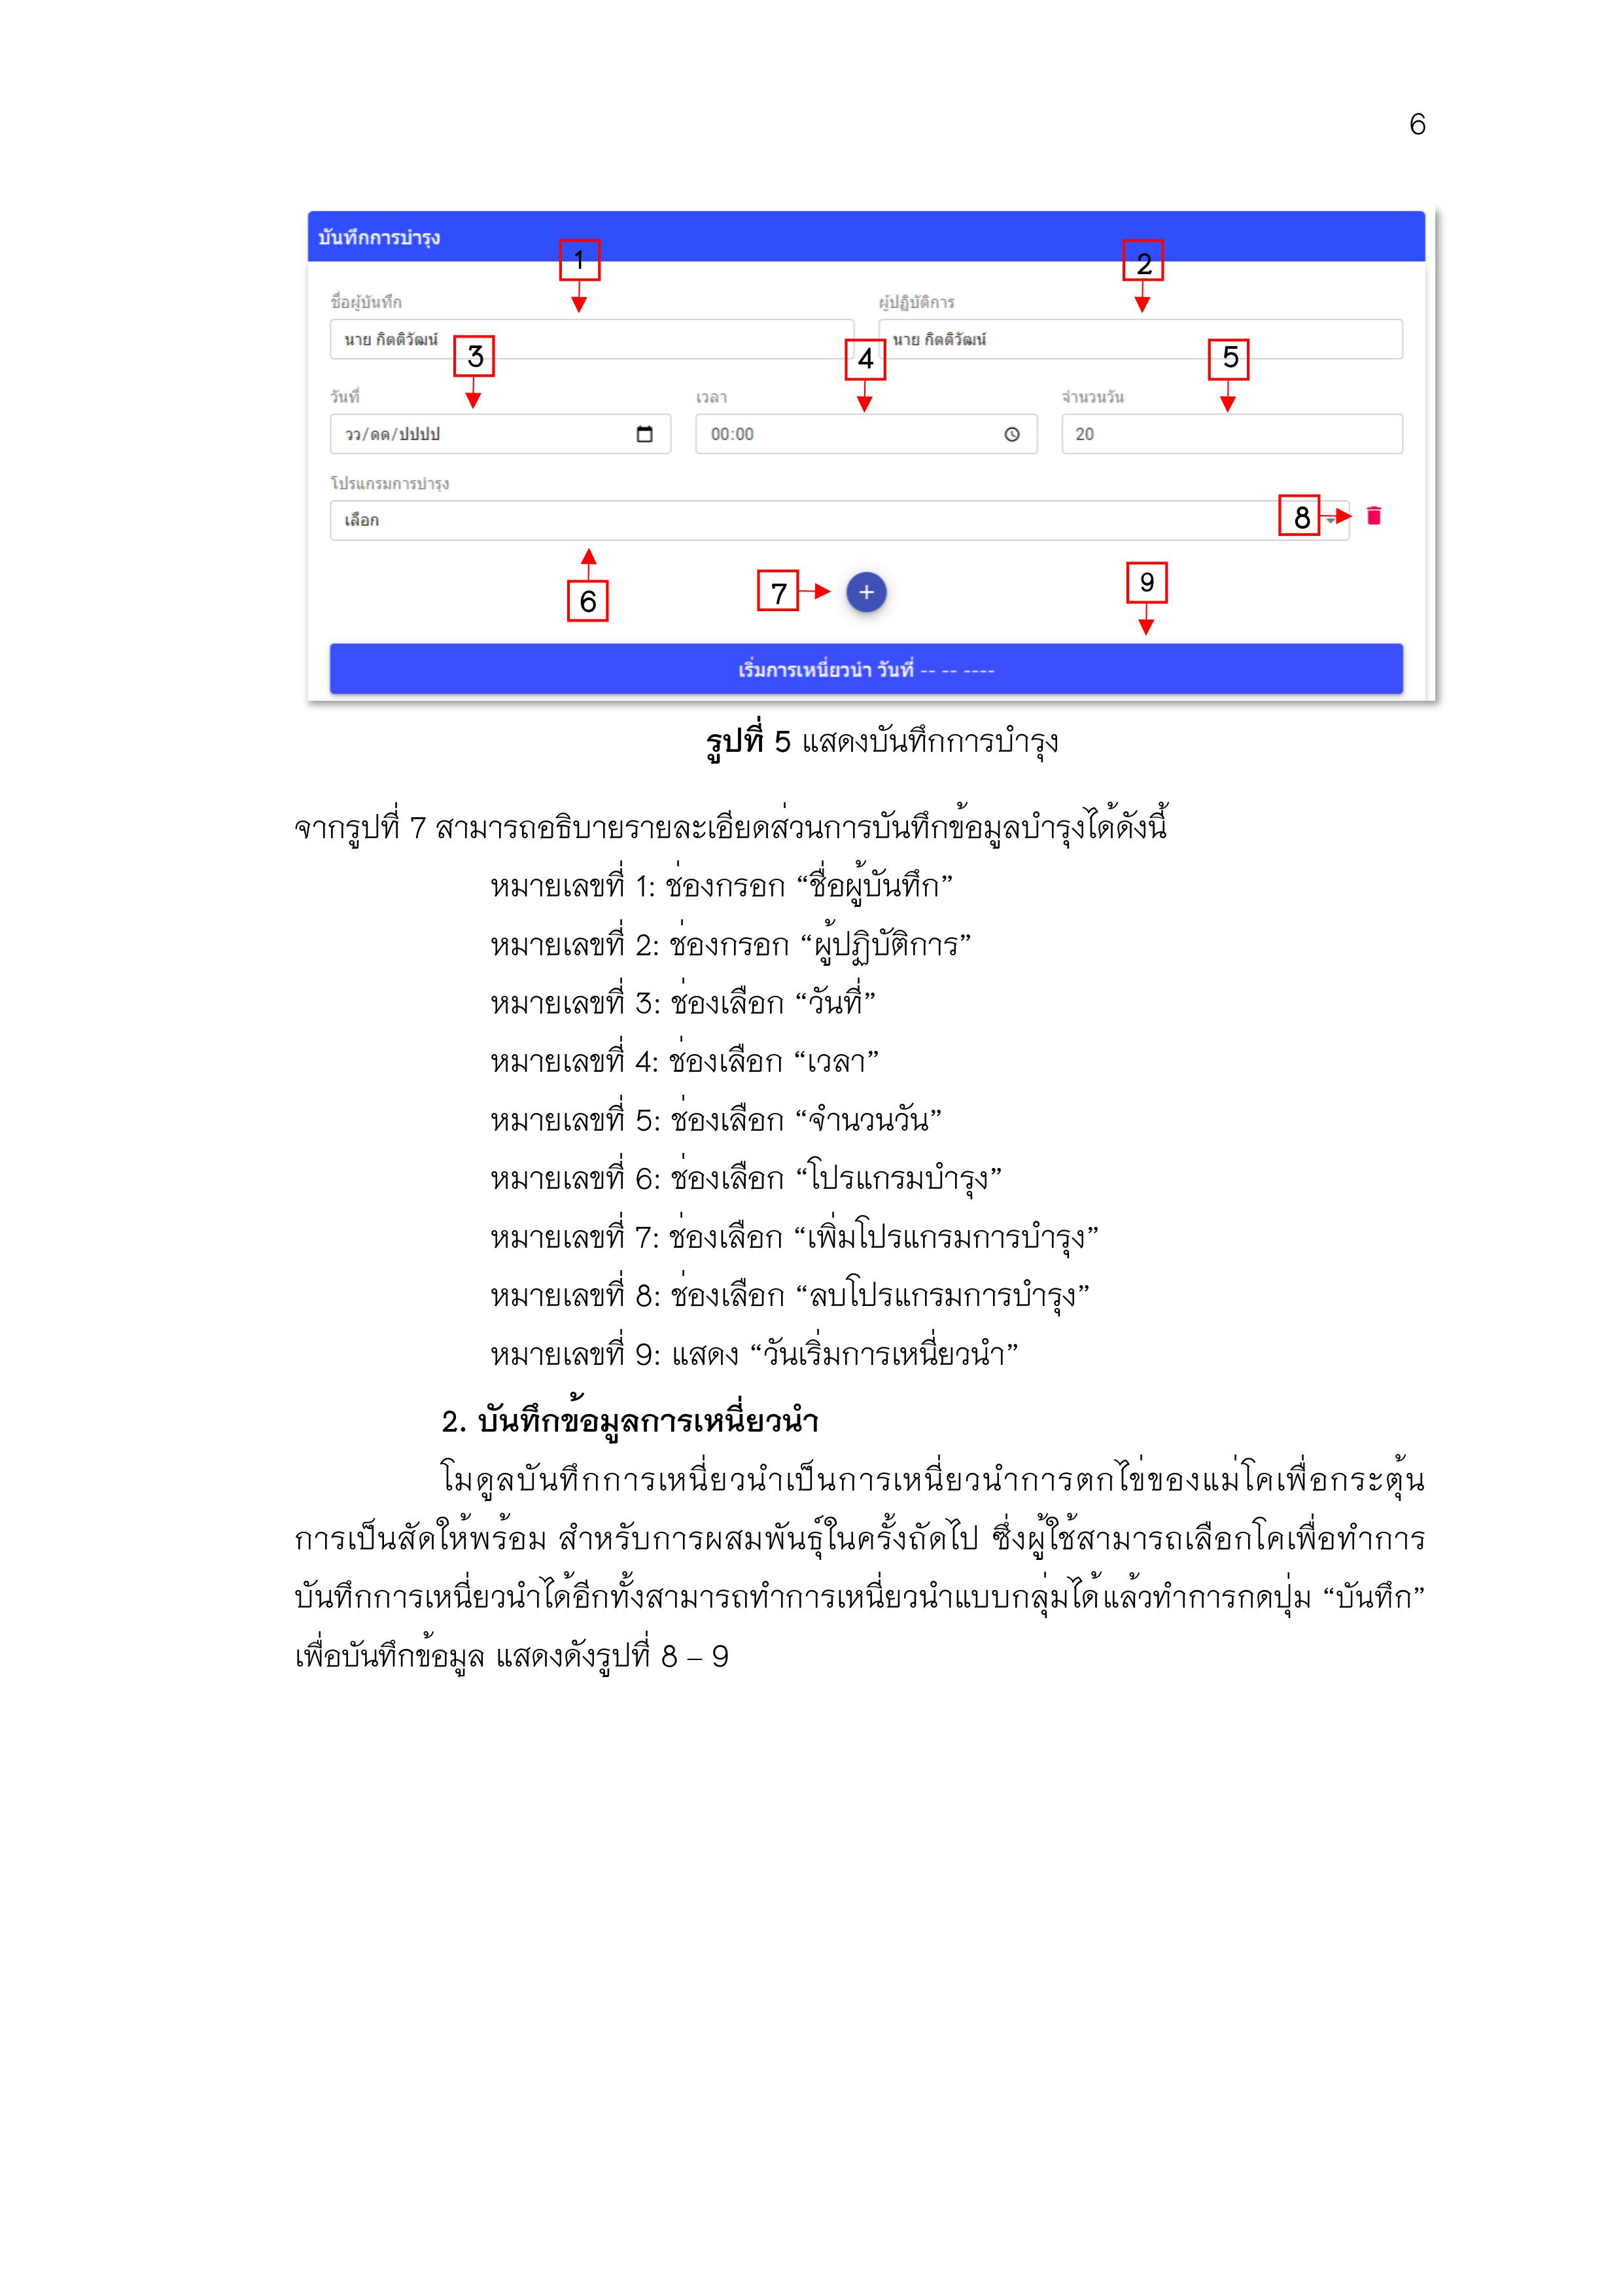 6
บันทึกการบำรุง
1
2
ชื่อผู้บันทึก
ผู้ปฏิบัติการ
นาย กิตติวัฒน์
นาย กิตติวัฒน์
3
4
5
วันที่
เวลา
จำนวนวัน
วว/ดด/ปปปป
00:00
20
โปรแกรมการบำรุง
เลือก
8
6
7
+
9
เริ่มการเหนี่ยวนำ วันที่ -- -- ----
รูปที่ 5 แสดงบันทึกการบำรุง
จากรูปที่ 7 สามารถอธิบายรายละเอียดส่วนการบันทึกข้อมูลบำรุงได้ดังนี้
หมายเลขที่ 1: ช่องกรอก “ชื่อผู้บันทึก”
หมายเลขที่ 2: ช่องกรอก “ผู้ปฏิบัติการ”
หมายเลขที่ 3: ช่องเลือก “วันที่”
หมายเลขที่ 4: ช่องเลือก “เวลา”
หมายเลขที่ 5: ช่องเลือก “จำนวนวัน”
หมายเลขที่ 6: ช่องเลือก “โปรแกรมบำรุง”
หมายเลขที่ 7: ช่องเลือก “เพิ่มโปรแกรมการบำรุง”
หมายเลขที่ 8: ช่องเลือก “ลบโปรแกรมการบำรุง”
หมายเลขที่ 9: แสดง “วันเริ่มการเหนี่ยวนำ”
2. บันทึกข้อมูลการเหนี่ยวนำ
โมดูลบันทึกการเหนี่ยวนำเป็นการเหนี่ยวนำการตกไข่ของแม่โคเพื่อกระตุ้น
การเป็นสัดให้พร้อม สำหรับการผสมพันธุ์ในครั้งถัดไป ซึ่งผู้ใช้สามารถเลือกโคเพื่อทำการ
บันทึกการเหนี่ยวนำได้อีกทั้งสามารถทำการเหนี่ยวนำแบบกลุ่มได้แล้วทำการกดปุ่ม “บันทึก”
เพื่อบันทึกข้อมูล แสดงดังรูปที่ 8 – 9